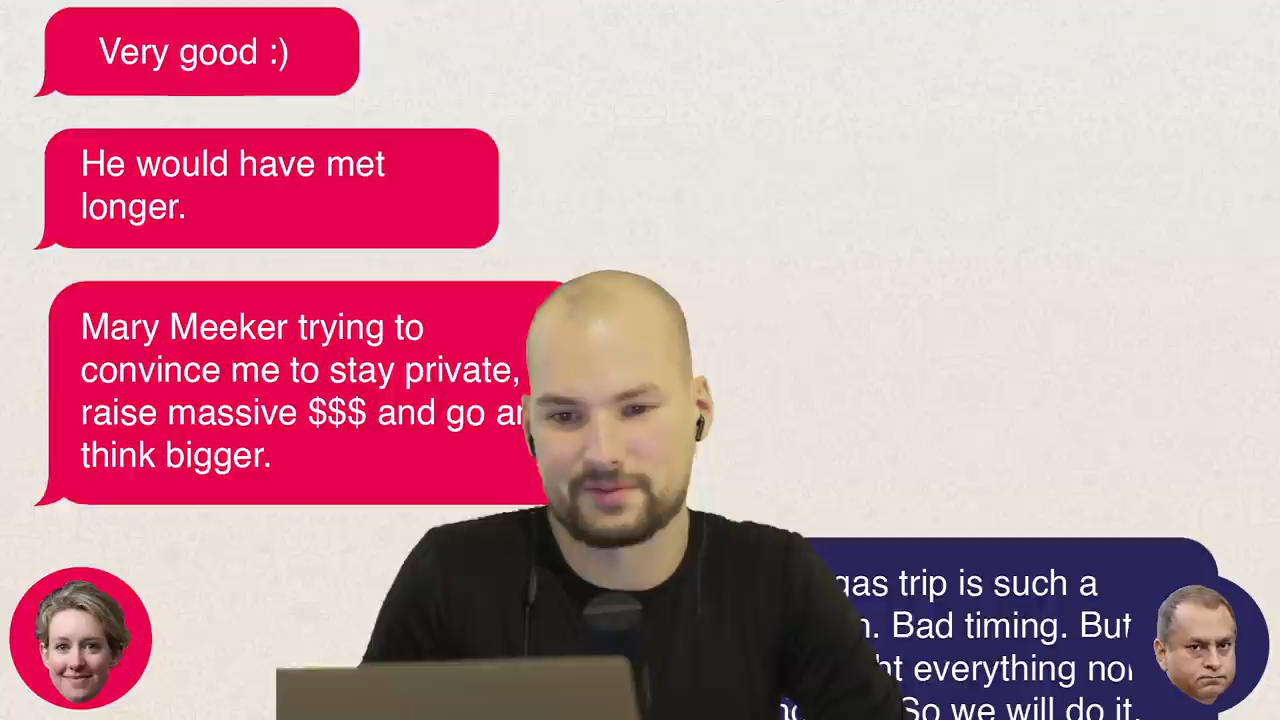 Very good :)
He would have met
longer.
Mary Meeker trying to
convince me to stay private,
raise massive $$$ and go
think bigger.
trip is such a
Bad timing. But
everything
So we will do it.